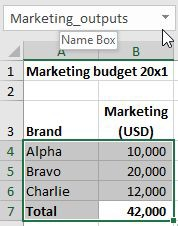 Marketing_outputs
Name Box
A B
1 Marketing budget 20x1
2
Marketing
3 Brand (USD)
4 Alpha 10,000
5 Bravo 20,000
6 Charlie 12,000
7 Total 42,000